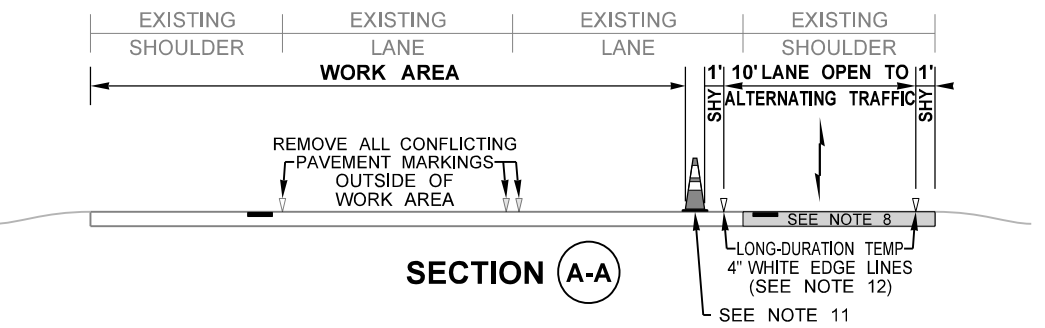 EXISTING EXISTING EXISTING EXISTING
SHOULDER LANE LANE SHOULDER
WORK AREA
1' 10' LANE OPEN TO 1'
SHY ALTERNATING TRAFFIC SHY
REMOVE ALL CONFLICTING
PAVEMENT MARKINGS
OUTSIDE OF
WORK AREA
SEE NOTE 8
LONG-DURATION TEMP
4" WHITE EDGE LINES
(SEE NOTE 12)
SECTION A-A
SEE NOTE 11